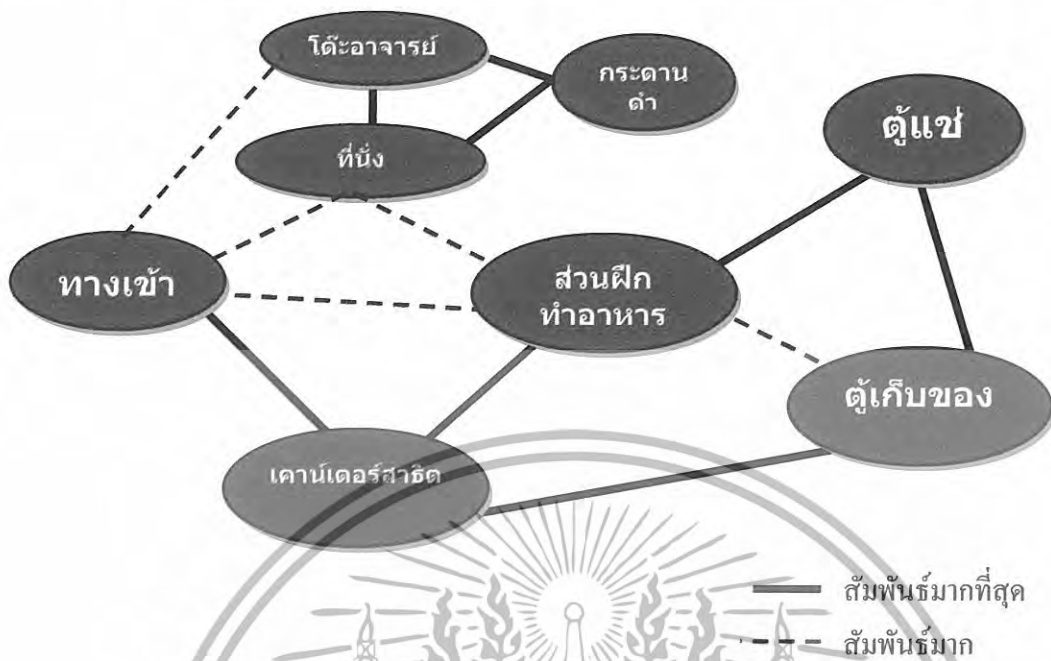 โต๊ะอาจารย์
กระดาน
ดำ
ตู้แช่
ที่นั่ง
ทางเข้า
ส่วนฝึก
ทำอาหาร
ตู้เก็บของ
เคาน์เตอร์สาธิต
สัมพันธ์มากที่สุด
สัมพันธ์มาก